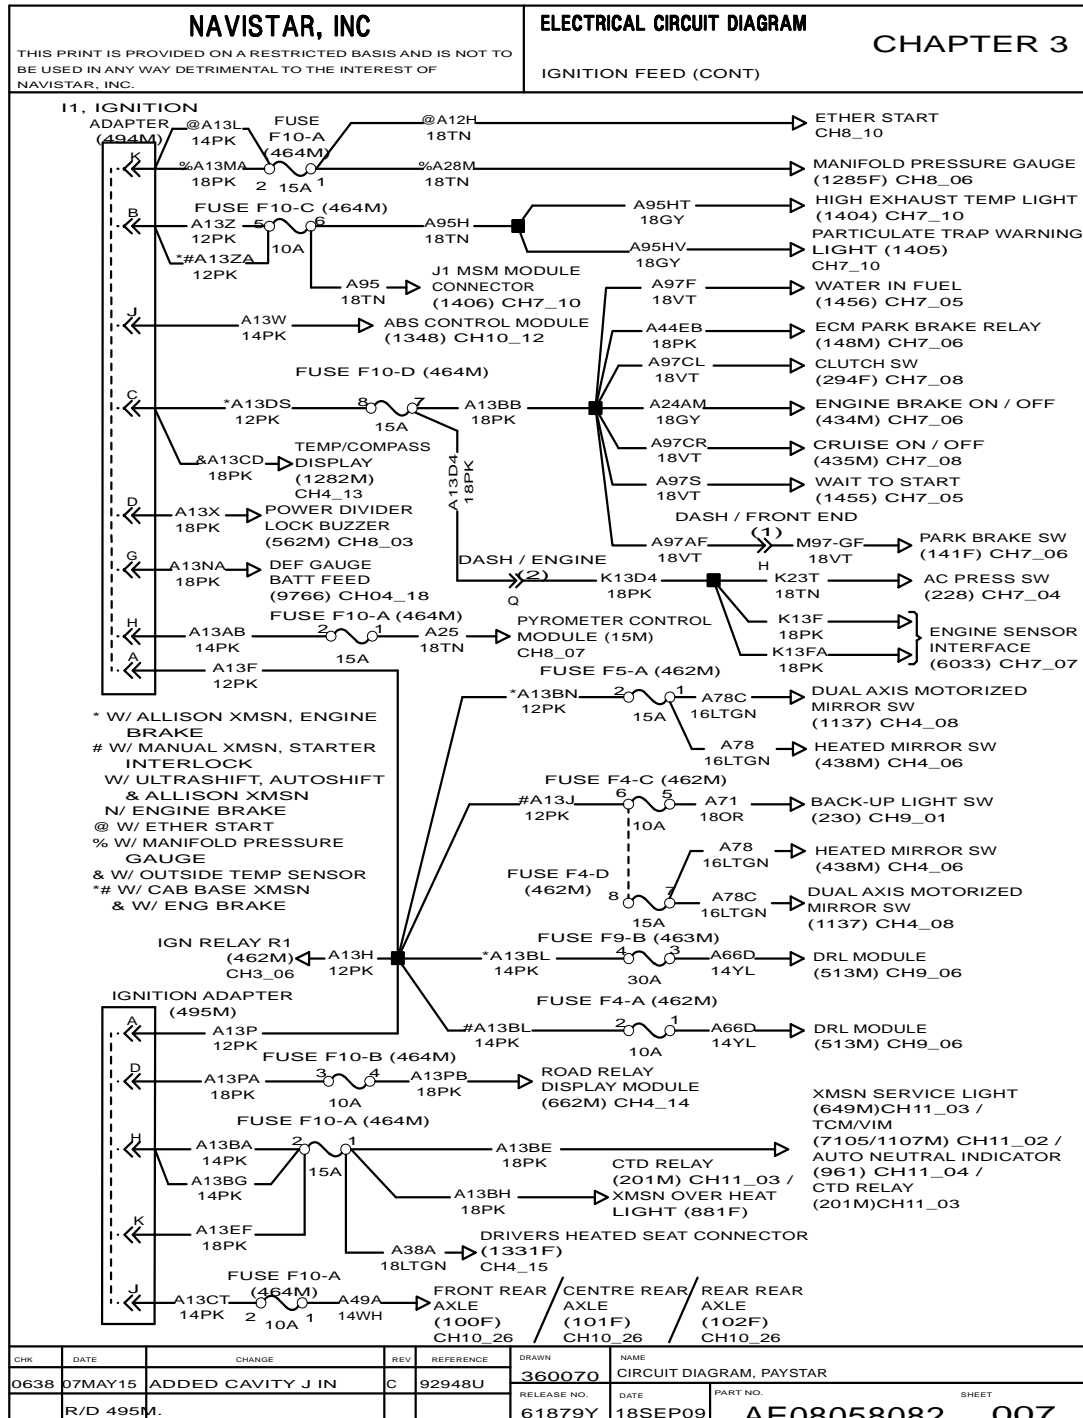 NAVISTAR, INC
THIS PRINT IS PROVIDED ON A RESTRICTED BASIS AND IS NOT TO
BE USED IN ANY WAY DETRIMENTAL TO THE INTEREST OF
NAVISTAR, INC.
ELECTRICAL CIRCUIT DIAGRAM
CHAPTER 3
IGNITION FEED (CONT)
I1, IGNITION
ADAPTER
(494M)
K
@A13L
14PK
FUSE
F10-A
(464M)
@A12H
18TN
ETHER START
CH8_10
%A13MA
18PK
2 15A 1
%A28M
18TN
MANIFOLD PRESSURE GAUGE
(1285F) CH8_06
FUSE F10-C (464M)
B
A13Z
12PK
5 6
10A
A95H
18TN
A95HT
18GY
HIGH EXHAUST TEMP LIGHT
(1404) CH7_10
*#A13ZA
12PK
A95HV
18GY
PARTICULATE TRAP WARNING
LIGHT (1405)
CH7_10
A95
18TN
J1 MSM MODULE
CONNECTOR
(1406) CH7_10
A97F
18VT
WATER IN FUEL
(1456) CH7_05
J
A13W
14PK
ABS CONTROL MODULE
(1348) CH10_12
A44EB
18PK
ECM PARK BRAKE RELAY
(148M) CH7_06
FUSE F10-D (464M)
A97CL
18VT
CLUTCH SW
(294F) CH7_08
C
*A13DS
12PK
8 7
15A
A13BB
18PK
A24AM
18GY
ENGINE BRAKE ON / OFF
(434M) CH7_06
&A13CD
18PK
TEMP/COMPASS
DISPLAY
(1282M)
CH4_13
A13D4
18PK
A97CR
18VT
CRUISE ON / OFF
(435M) CH7_08
A97S
18VT
WAIT TO START
(1455) CH7_05
D
A13X
18PK
POWER DIVIDER
LOCK BUZZER
(562M) CH8_03
DASH / FRONT END
(1)
A97AF
18VT
H
M97-GF
18VT
PARK BRAKE SW
(141F) CH7_06
G
A13NA
18PK
DEF GAUGE
BATT FEED
(9766) CH04_18
DASH / ENGINE
(2)
Q
K13D4
18PK
K23T
18TN
AC PRESS SW
(228) CH7_04
FUSE F10-A (464M)
H
A13AB
14PK
2 1
15A
A25
18TN
PYROMETER CONTROL
MODULE (15M)
CH8_07
K13F
18PK
K13FA
18PK
ENGINE SENSOR
INTERFACE
(6033) CH7_07
A
A13F
12PK
FUSE F5-A (462M)
*A13BN
12PK
2 1
15A
A78C
16LTGN
DUAL AXIS MOTORIZED
MIRROR SW
(1137) CH4_08
A78
16LTGN
HEATED MIRROR SW
(438M) CH4_06
* W/ ALLISON XMSN, ENGINE
BRAKE
# W/ MANUAL XMSN, STARTER
INTERLOCK
W/ ULTRASHIFT, AUTOSHIFT
& ALLISON XMSN
N/ ENGINE BRAKE
@ W/ ETHER START
% W/ MANIFOLD PRESSURE
GAUGE
& W/ OUTSIDE TEMP SENSOR
*# W/ CAB BASE XMSN
& W/ ENG BRAKE
FUSE F4-C (462M)
#A13J
12PK
6 5
10A
A71
18OR
BACK-UP LIGHT SW
(230) CH9_01
A78
16LTGN
HEATED MIRROR SW
(438M) CH4_06
FUSE F4-D
(462M)
8 7
15A
A78C
16LTGN
DUAL AXIS MOTORIZED
MIRROR SW
(1137) CH4_08
IGN RELAY R1
(462M)
CH3_06
A13H
12PK
FUSE F9-B (463M)
*A13BL
14PK
4 3
30A
A66D
14YL
DRL MODULE
(513M) CH9_06
FUSE F4-A (462M)
#A13BL
14PK
2 1
10A
A66D
14YL
DRL MODULE
(513M) CH9_06
IGNITION ADAPTER
(495M)
A
A13P
12PK
FUSE F10-B (464M)
D
A13PA
18PK
3 4
10A
A13PB
18PK
ROAD RELAY
DISPLAY MODULE
(662M) CH4_14
FUSE F10-A (464M)
H
A13BA
14PK
2 1
15A
A13BE
18PK
XMSN SERVICE LIGHT
(649M)CH11_03 /
TCM/VIM
(7105/1107M) CH11_02 /
AUTO NEUTRAL INDICATOR
(961) CH11_04 /
CTD RELAY
(201M)CH11_03
A13BG
14PK
A13BH
18PK
CTD RELAY
(201M) CH11_03 /
XMSN OVER HEAT
LIGHT (881F)
K
A13EF
18PK
A38A
18LTGN
DRIVERS HEATED SEAT CONNECTOR
(1331F)
CH4_15
J
A13CT
14PK
FUSE F10-A
(464M)
2 10A 1
A49A
14WH
FRONT REAR
AXLE
(100F)
CH10_26
CENTRE REAR
AXLE
(101F)
CH10_26
REAR REAR
AXLE
(102F)
CH10_26
CHK DATE CHANGE REV REFERENCE
0638 07MAY15 ADDED CAVITY J IN C 92948U
R/D 495M.
DRAWN
360070
NAME
CIRCUIT DIAGRAM, PAYSTAR
RELEASE NO.
61879Y
DATE
18SEP09
PART NO.
AE08058082
SHEET
007